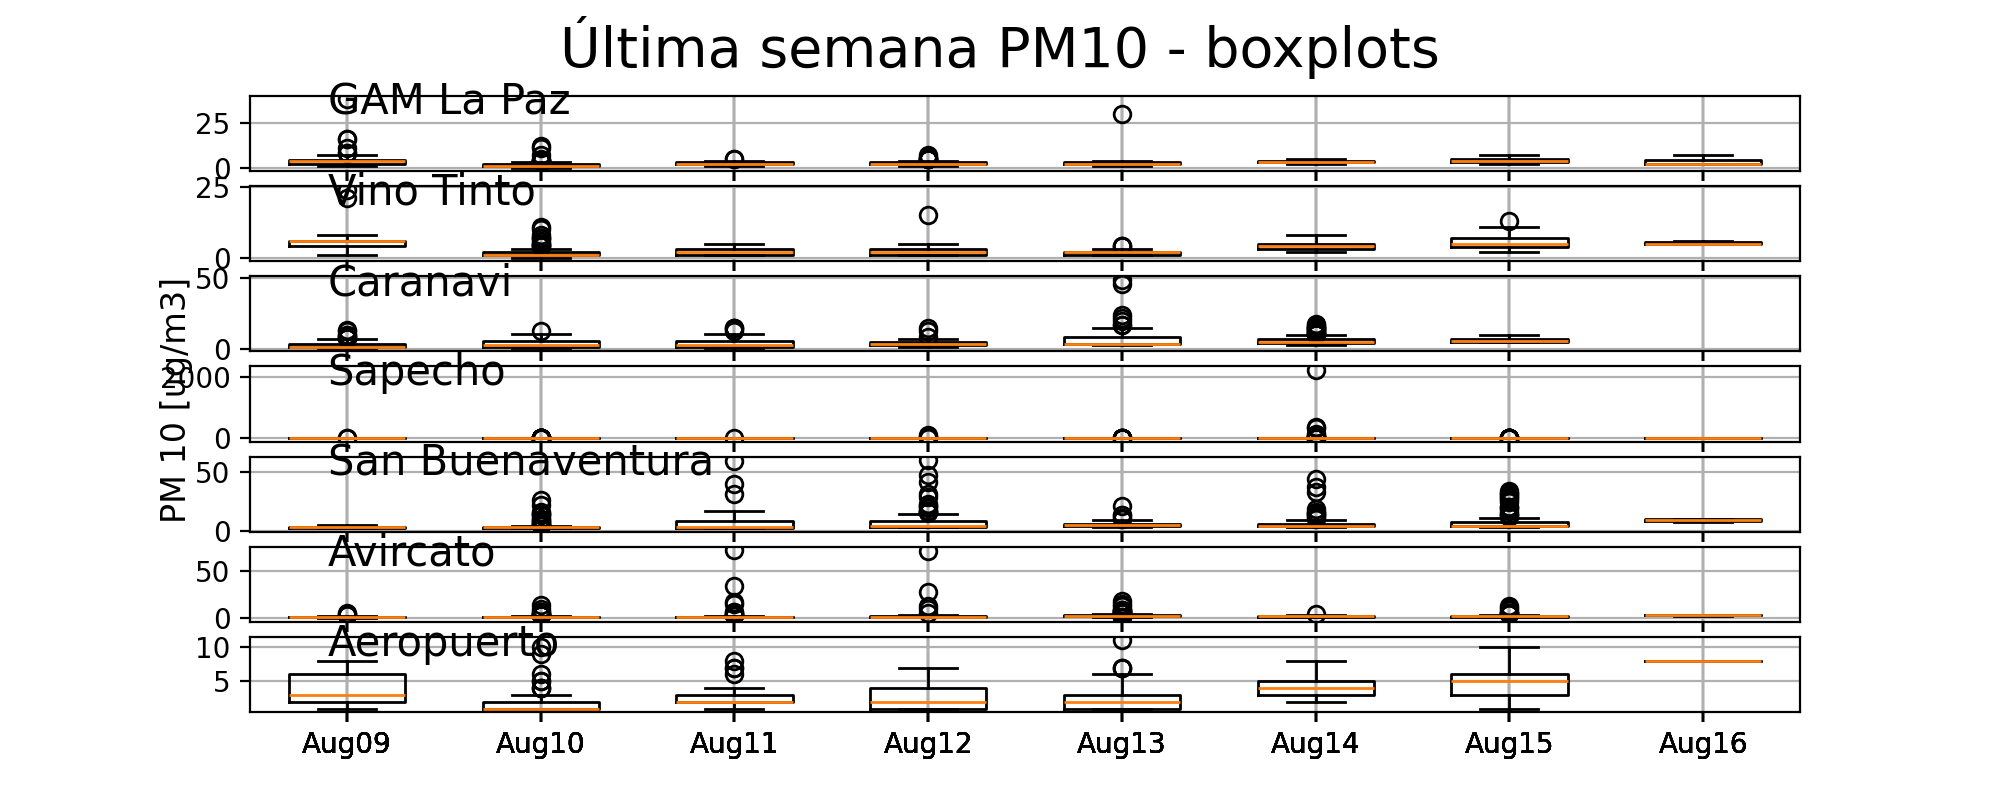 Última semana PM10 - boxplots
GAM La Paz
25
0
Vino Tinto
25
0
Caranavi
50
0
PM 10 [ug/m3]
Sapecho
2000
0
San Buenaventura
50
0
Avircato
50
0
Aeropuerto
10
5
Aug09 Aug10 Aug11 Aug12 Aug13 Aug14 Aug15 Aug16